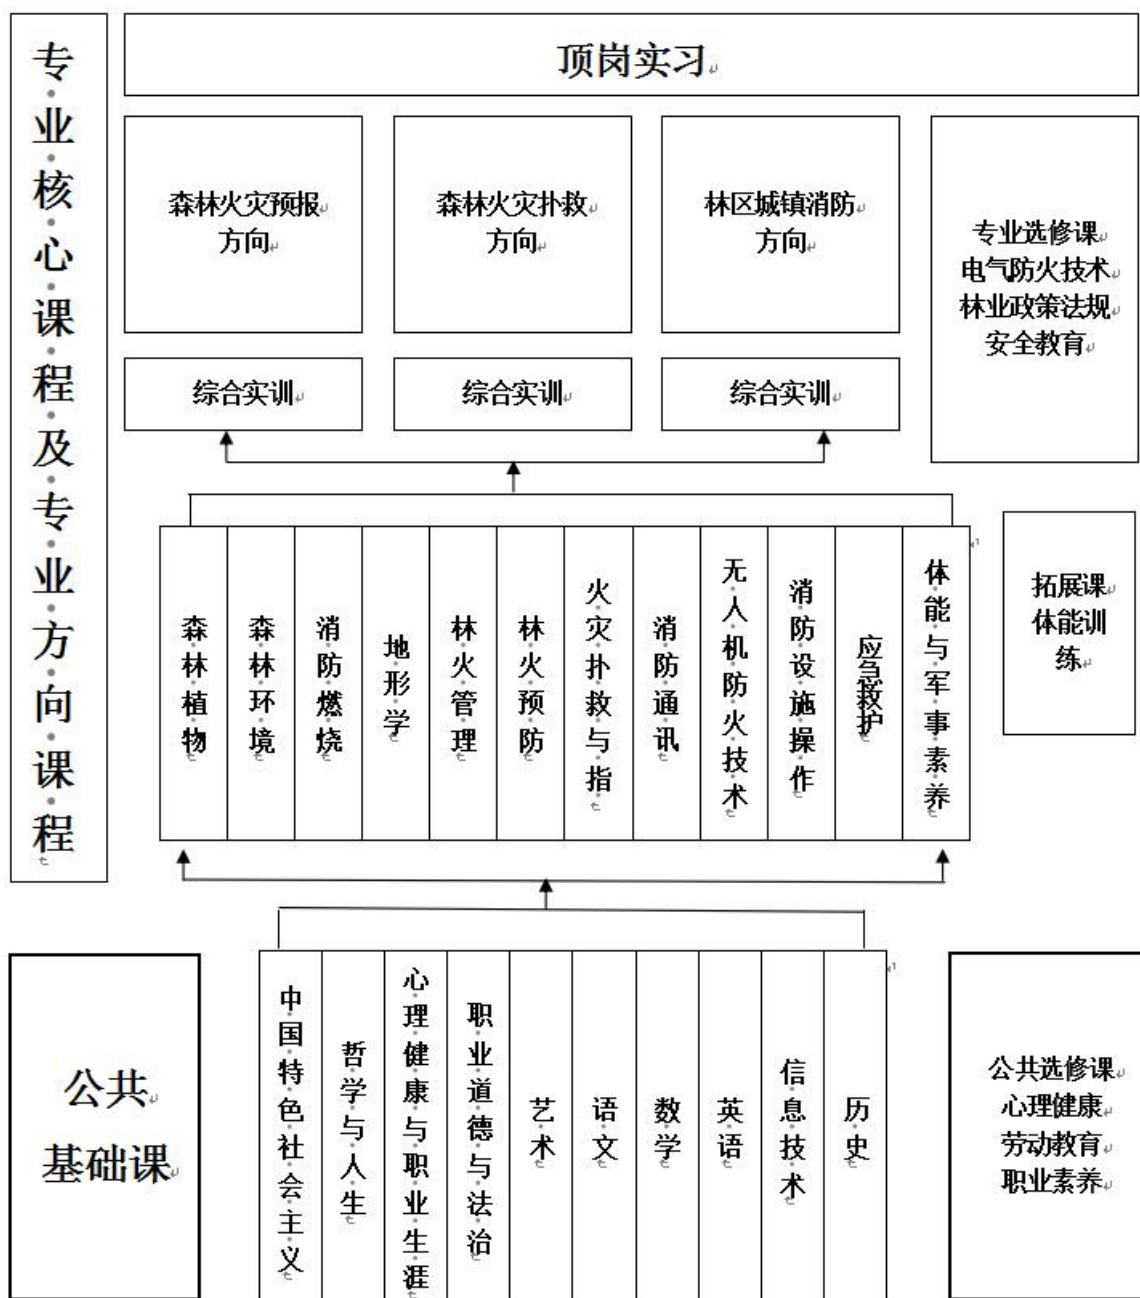 专业核心课程及专业方向课程
顶岗实习
森林火灾预报
方向
森林火灾扑救
方向
林区城镇消防
方向
专业选修课
电气防火技术
林业政策法规
安全教育
综合实训
综合实训
综合实训
森林植物
森林环境
消防燃烧
地形学
林火管理
林火预防
火灾扑救与指
消防通讯
无人机防火技术
消防设施操作
应急救护
体能与军事素养
拓展课
体能训
练
公共
基础课
中国特色社会主义
哲学与人生
心理健康与职业生涯
职业道德与法治
艺术
语文
数学
英语
信息技术
历史
公共选修课
心理健康
劳动教育
职业素养